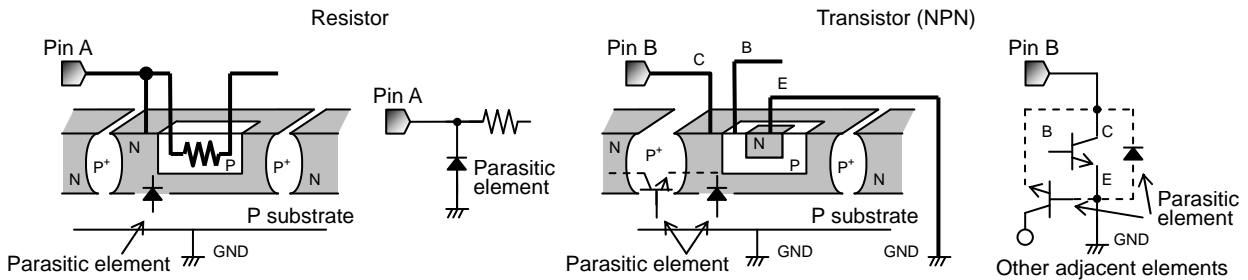 Resistor
Transistor (NPN)
Pin A
Pin A
Parasitic
element
N
P+
N
P
P+
N
P substrate
GND
Parasitic element
Pin B
C
B
E
N
P+
N
P
P+
N
P substrate
GND
GND
Parasitic element
Pin B
B
C
E
Parasitic
element
GND
Other adjacent elements